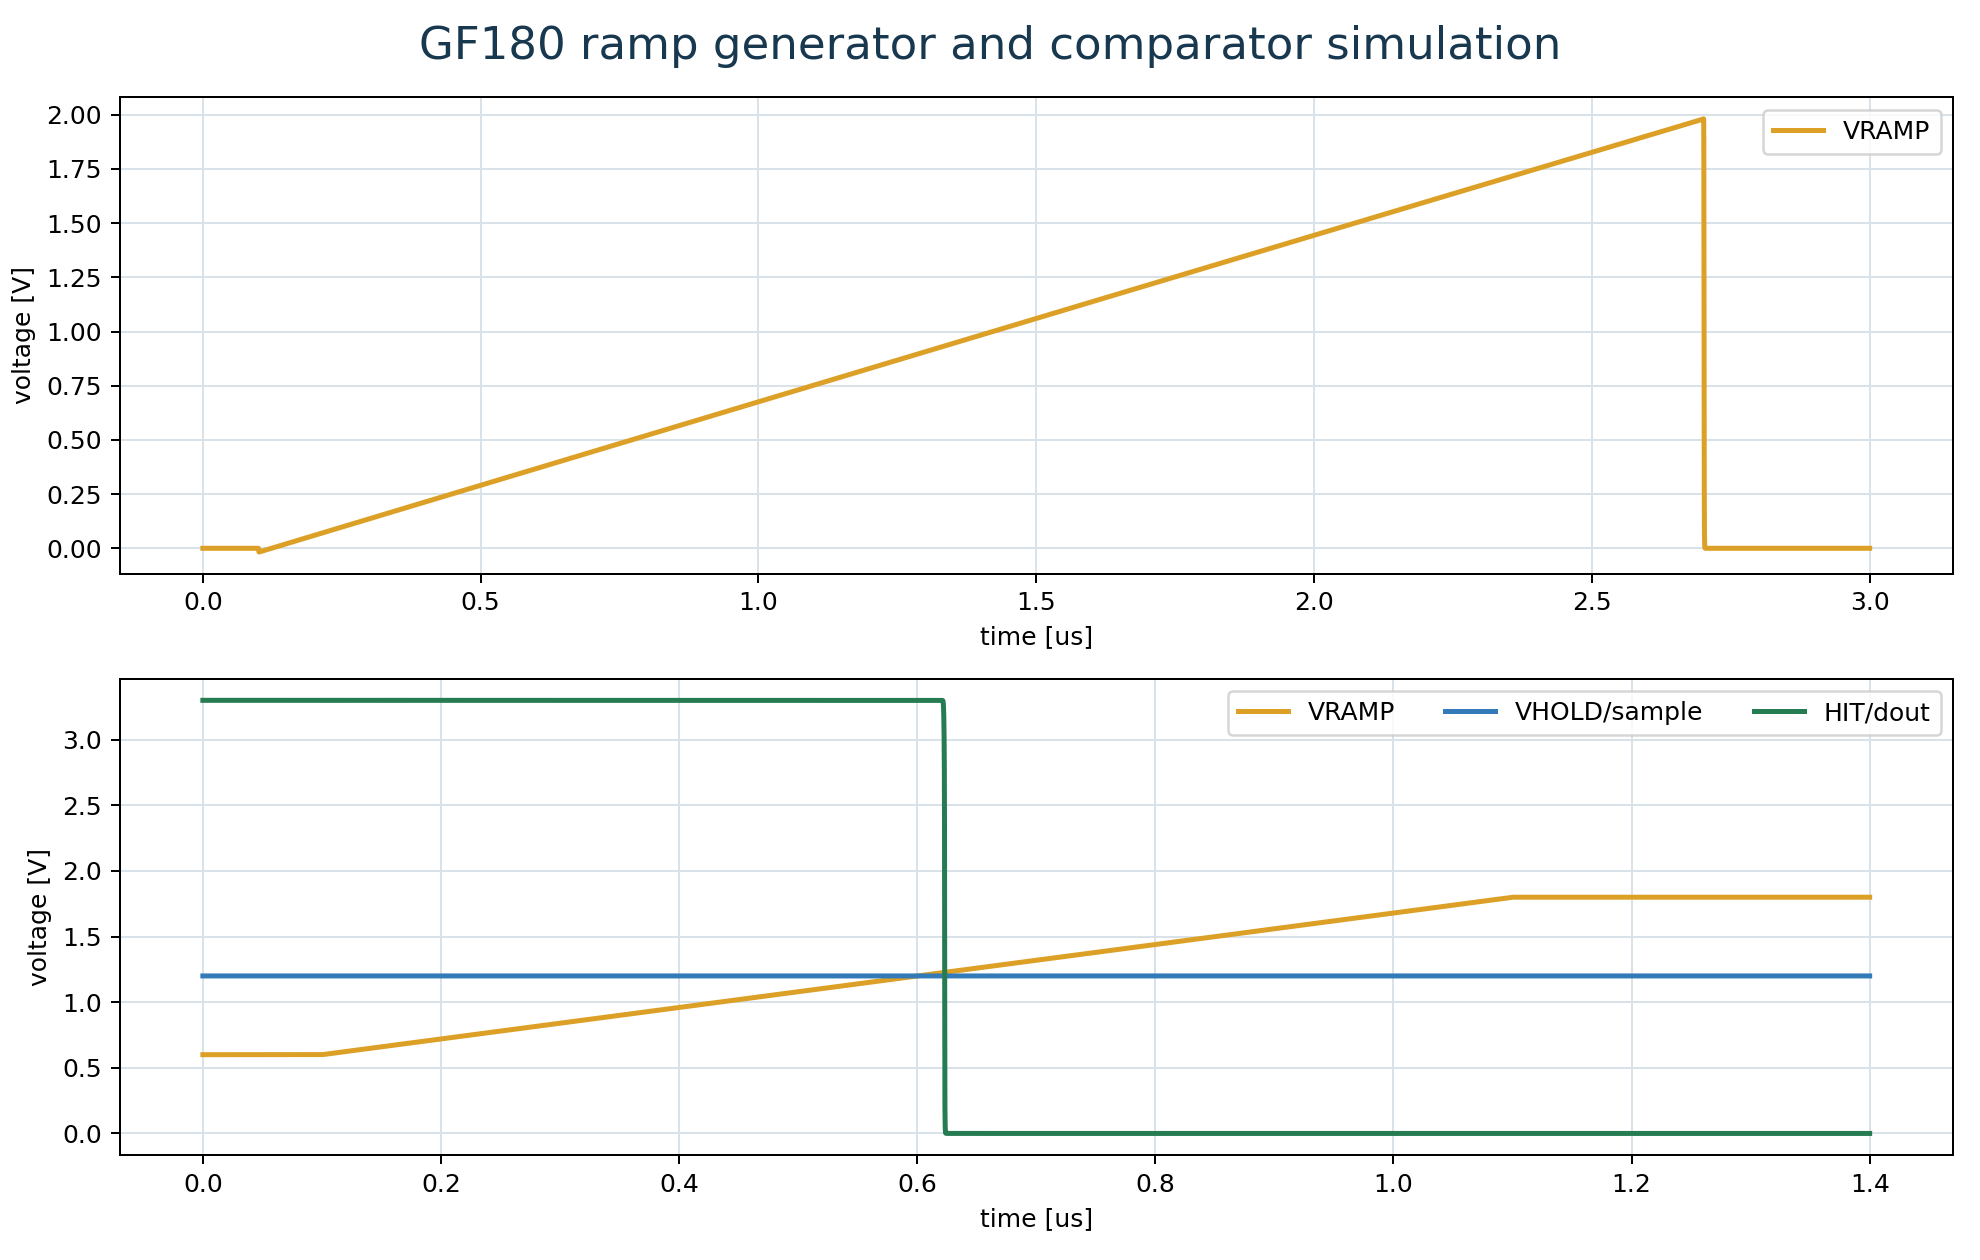 GF180 ramp generator and comparator simulation
2.00
1.75
1.50
1.25
1.00
0.75
0.50
0.25
0.00
voltage [V]
VRAMP
0.0 0.5 1.0 1.5 2.0 2.5 3.0
time [us]
3.0
2.5
2.0
1.5
1.0
0.5
0.0
voltage [V]
VRAMP VHOLD/sample HIT/dout
0.0 0.2 0.4 0.6 0.8 1.0 1.2 1.4
time [us]